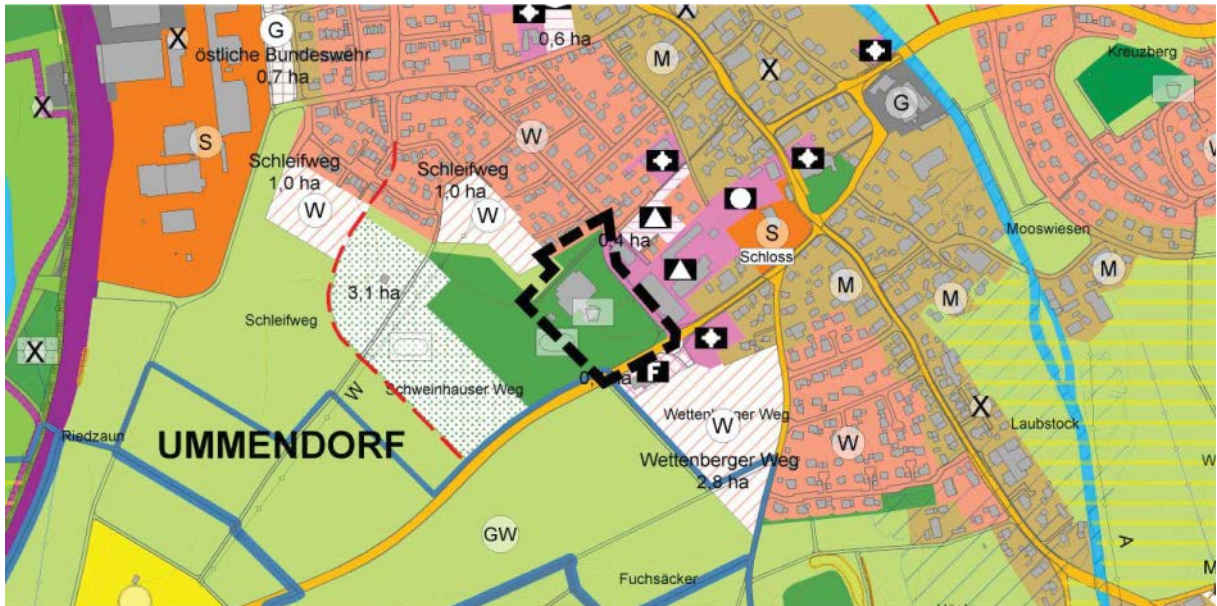 X
G
östliche Bundeswehr
0,7 ha
X
0,6 ha
X
M
X
G
Kreuzberg
W
S
Schleifweg
1,0 ha
W
Schleifweg
1,0 ha
W
W
0,4 ha
S
Schloss
Mooswiesen
M
M
M
3,1 ha
Schleifweg
X
W
Schweinhauser Weg
F
Wettenberger Weg
W
Wettenberger Weg
2,8 ha
X
Laubstock
W
Riedzaun
UMMENDORF
W
GW
A
Fuchsäcker
M